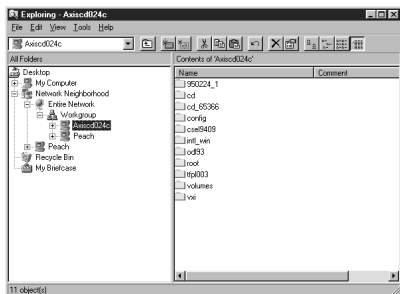 Exploring - Axiscd024c
File Edit View Tools Help
Axiscd024c
All Folders
Contents of 'Axiscd024c'
Desktop
My Computer
Network Neighborhood
Entire Network
Workgroup
Axiscd024c
Peach
Peach
Recycle Bin
My Briefcase
Name
Comment
950224_1
cd
cd_65366
config
csel9409
intl_win
odl93
root
tfpl003
volumes
vxi
11 object(s)